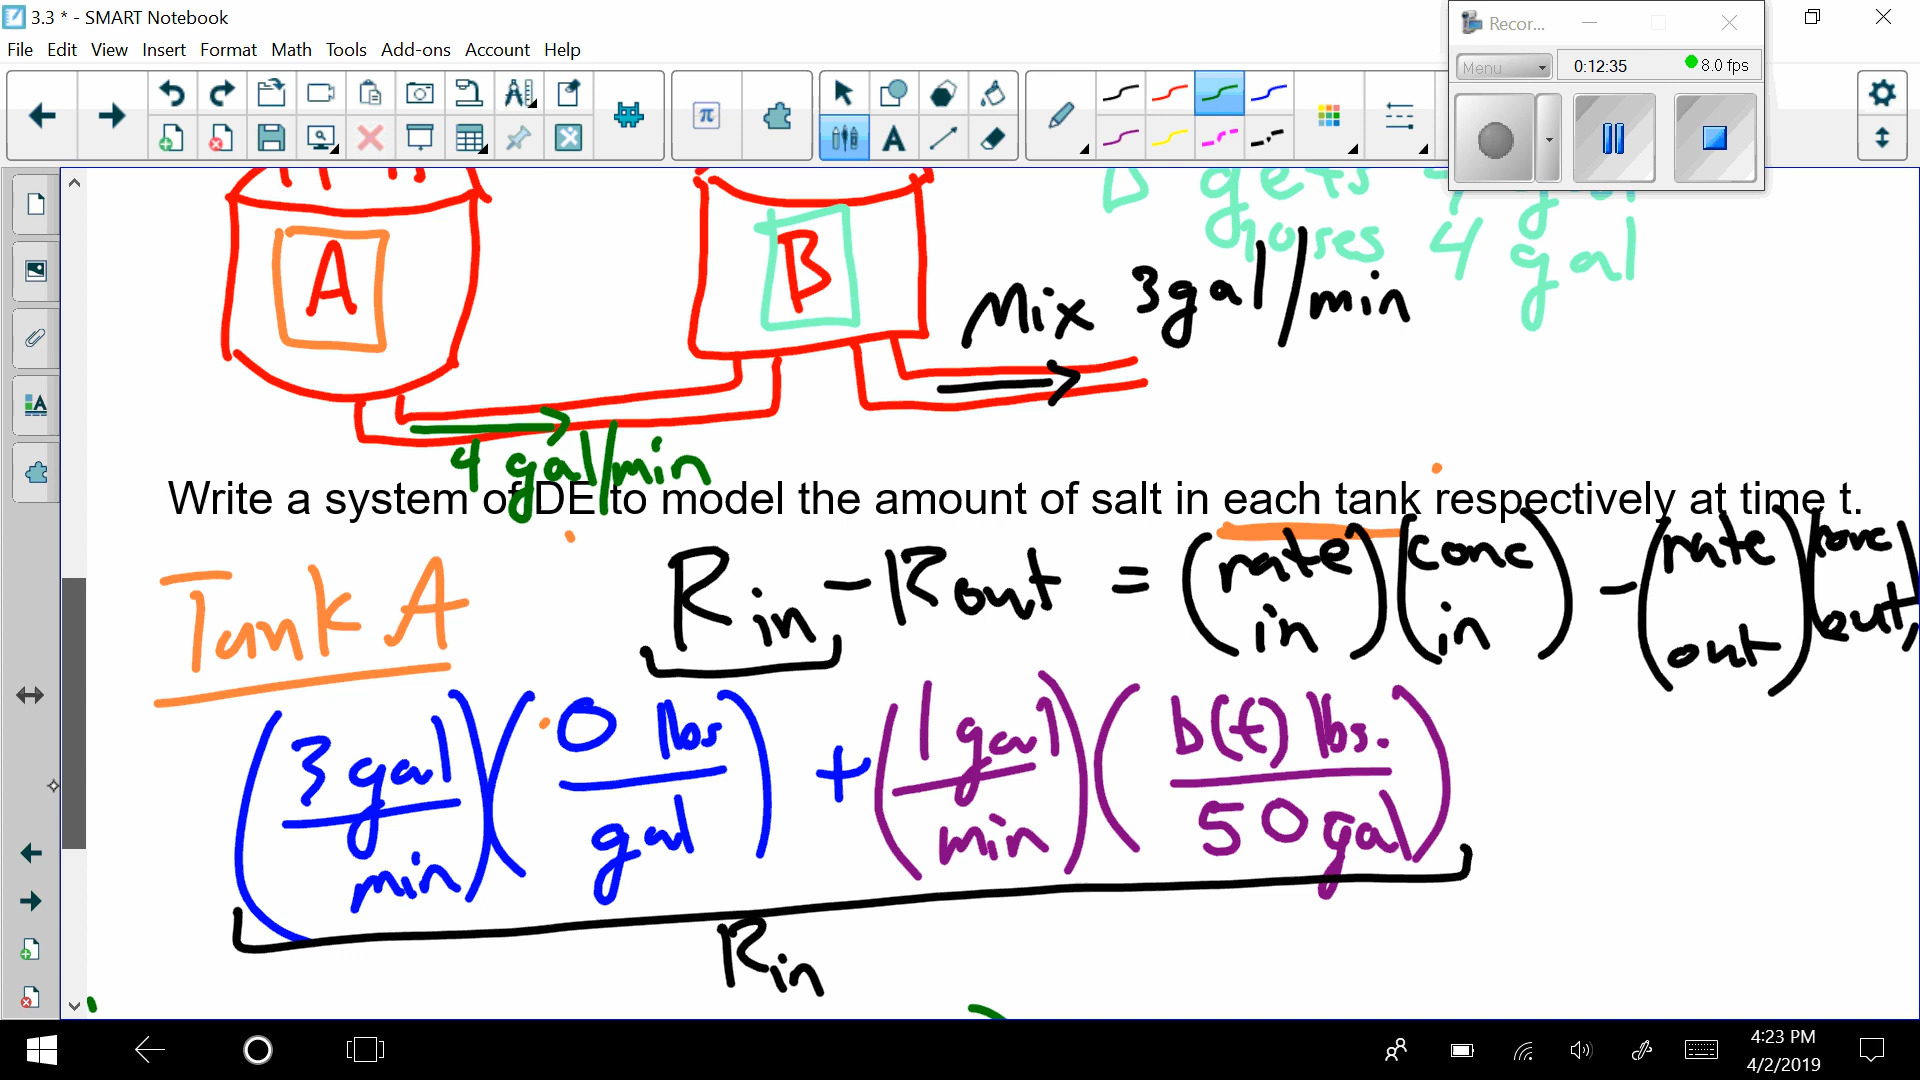 3.3 * - SMART Notebook
File Edit View Insert Format Math Tools Add-ons Account Help
Recor...
Menu
0:12:35
8.0 fps
gets
loses 4 gal
A
B
Mix 3gal/min
4 gal/min
Write a system of DE to model the amount of salt in each tank respectively at time t.
Tank A
Rin - Rout = (rate in)(conc in) - (rate out)(conc out)
(3 gal/min)(0 lbs/gal) + (1 gal/min)(b(t) lbs./50 gal)
Rin
4:23 PM
4/2/2019